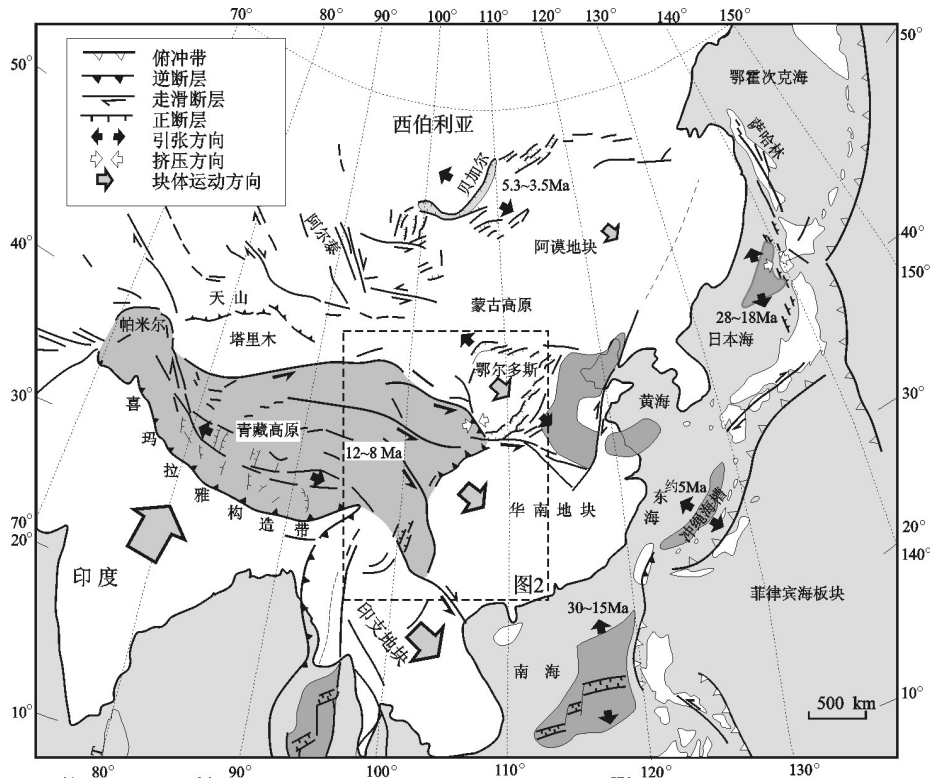 70°
80°
90°
100°
110°
120°
130°
140°
150°
50°
50°
俯冲带
逆断层
走滑断层
正断层
引张方向
挤压方向
块体运动方向
鄂霍次克海
萨哈林
西伯利亚
贝加尔
5.3~3.5Ma
阿尔泰
阿谟地块
40°
40°
150°
天山
蒙古高原
28~18Ma
日本海
帕米尔
塔里木
鄂尔多斯
30°
30°
黄海
喜玛拉雅构造带
青藏高原
12~8 Ma
华南地块
东海
约5Ma
冲绳海槽
70°
20°
20°
140°
印度
图2
菲律宾海板块
印支地块
30~15Ma
南海
500 km
10°
10°
80°
90°
100°
110°
120°
130°